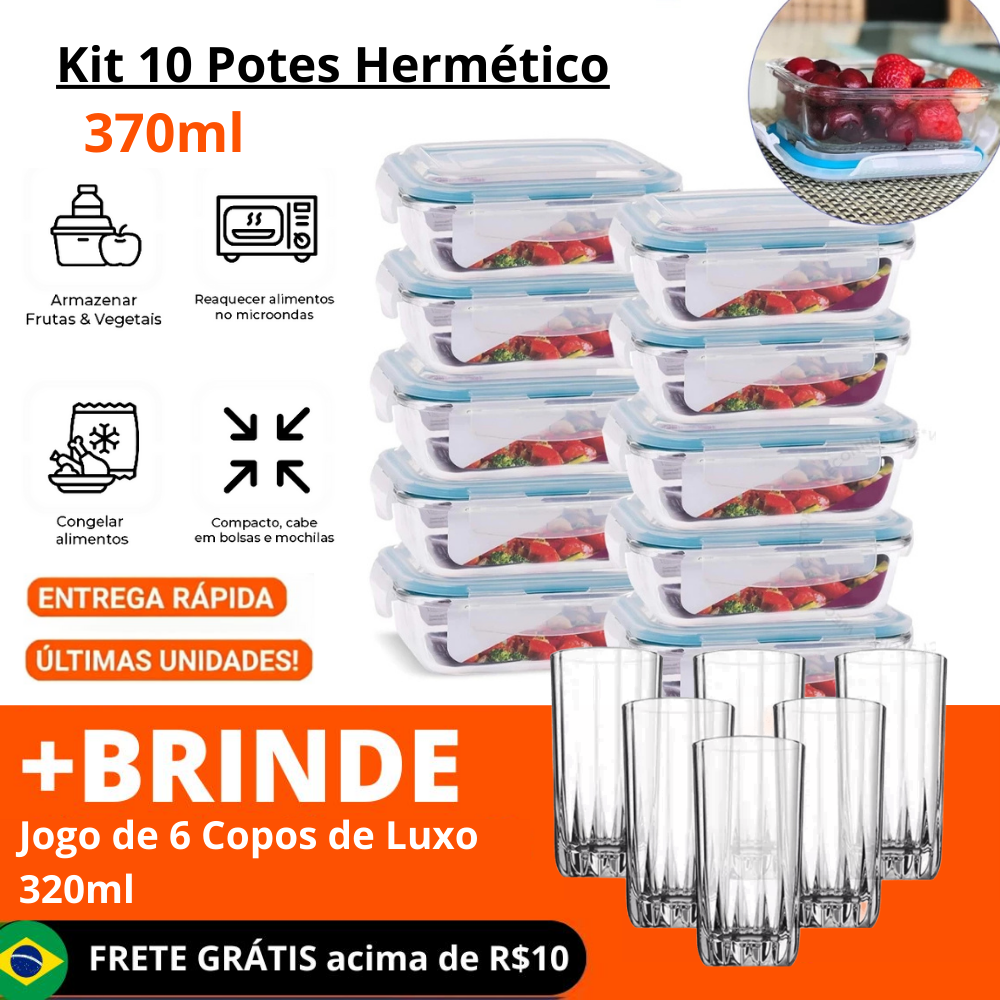 Kit 10 Potes Hermético
370ml
Armazenar
Frutas & Vegetais
Reaquecer alimentos
no microondas
Congelar
alimentos
Compacto, cabe
em bolsas e mochilas
ENTREGA RÁPIDA
ÚLTIMAS UNIDADES!
+BRINDE
Jogo de 6 Copos de Luxo
320ml
FRETE GRÁTIS acima de R$10